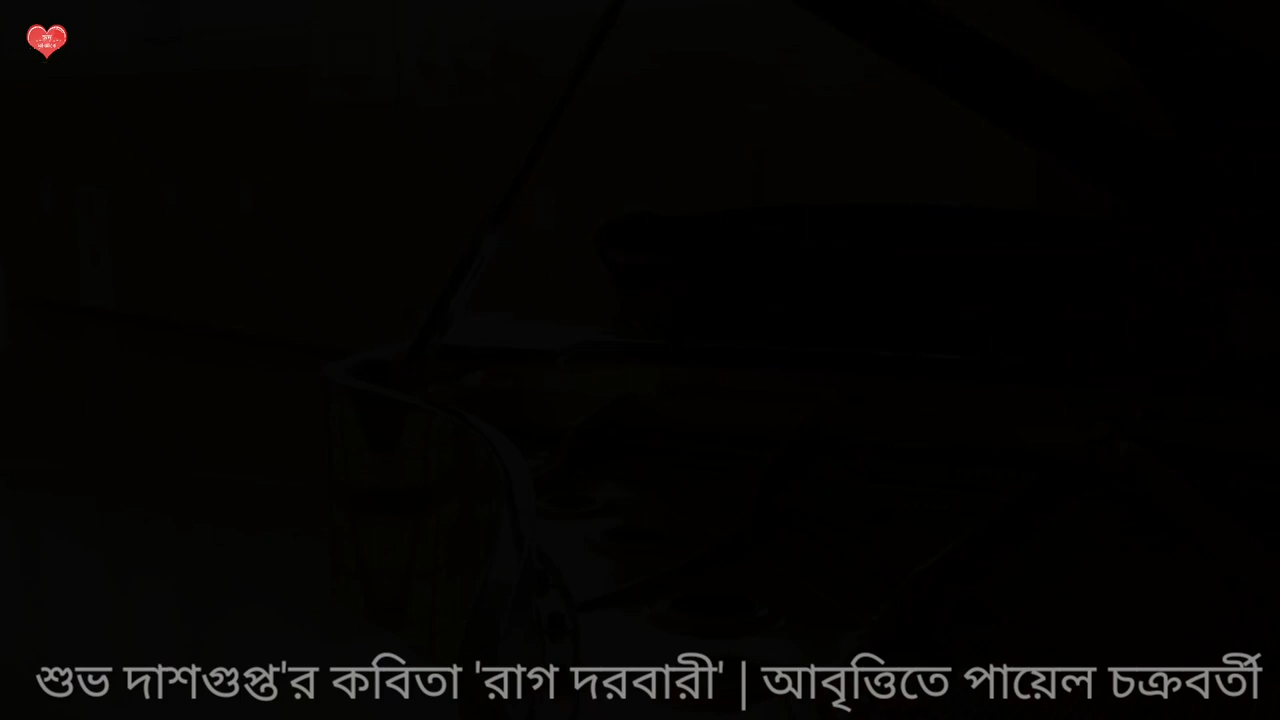 শুভ দাশগুপ্ত'র কবিতা 'রাগ দরবারী' | আবৃত্তিতে পায়েল চক্রবর্তী